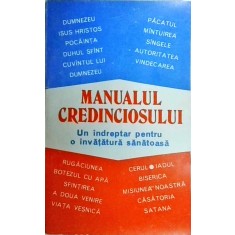 DUMNEZEU
ISUS HRISTOS
POCĂINȚA
DUHUL SFÎNT
CUVÎNTUL LUI
DUMNEZEU
PĂCATUL
MÎNTUIREA
SÎNGELE
AUTORITATEA
VINDECAREA
MANUALUL
CREDINCIOSULUI
Un îndreptar pentru
o învățătură sănătoasă
RUGĂCIUNEA
BOTEZUL CU APĂ
SFINȚIREA
A DOUA VENIRE
VIAȚA VEȘNICĂ
CERUL • IADUL
BISERICA
MISIUNEA NOASTRĂ
CĂSĂTORIA
SATANA